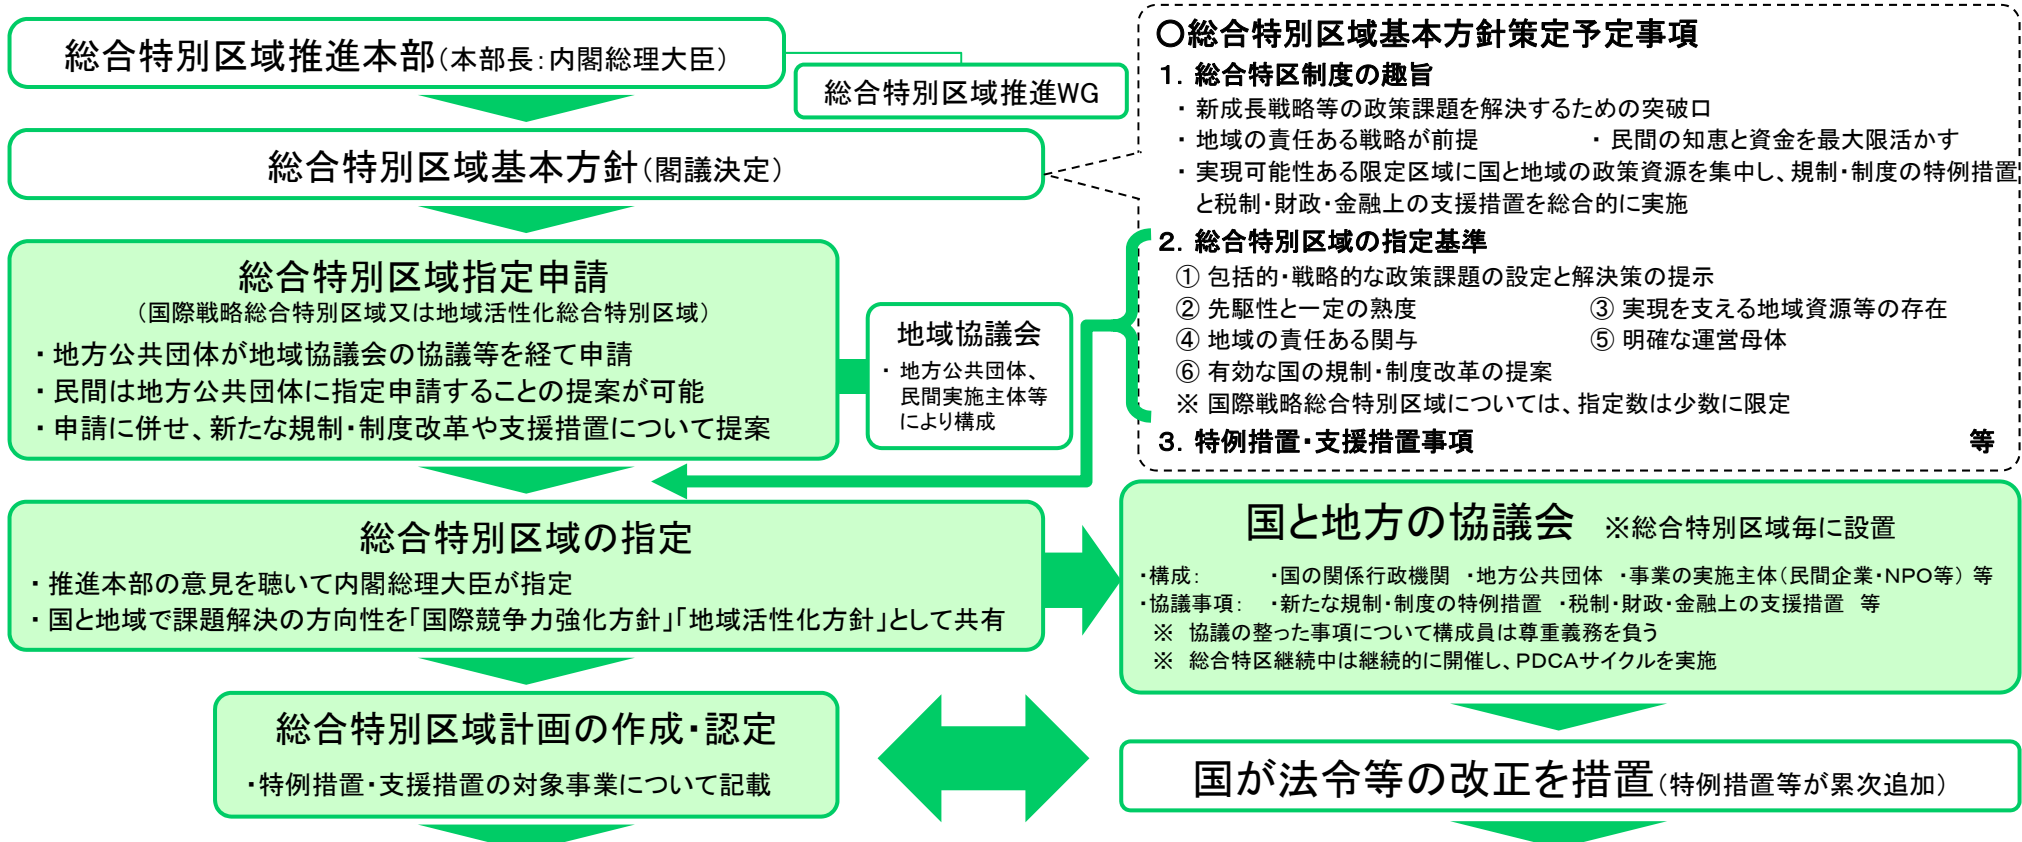 総合特別区域推進本部（本部長：内閣総理大臣）
総合特別区域推進WG
総合特別区域基本方針（閣議決定）
総合特別区域指定申請
（国際戦略総合特別区域又は地域活性化総合特別区域）
・地方公共団体が地域協議会の協議等を経て申請
・民間は地方公共団体に指定申請することの提案が可能
・申請に併せ、新たな規制・制度改革や支援措置について提案
地域協議会
・地方公共団体、
民間実施主体等
により構成
○総合特別区域基本方針策定予定事項
1．総合特区制度の趣旨
・新成長戦略等の政策課題を解決するための突破口
・地域の責任ある戦略が前提 ・民間の知恵と資金を最大限活かす
・実現可能性ある限定区域に国と地域の政策資源を集中し、規制・制度の特例措置
と税制・財政・金融上の支援措置を総合的に実施
2．総合特別区域の指定基準
① 包括的・戦略的な政策課題の設定と解決策の提示
② 先駆性と一定の熟度 ③ 実現を支える地域資源等の存在
④ 地域の責任ある関与 ⑤ 明確な運営母体
⑥ 有効な国の規制・制度改革の提案
※ 国際戦略総合特別区域については、指定数は少数に限定
3．特例措置・支援措置事項 等
総合特別区域の指定
・推進本部の意見を聴いて内閣総理大臣が指定
・国と地域で課題解決の方向性を「国際競争力強化方針」「地域活性化方針」として共有
国と地方の協議会 ※総合特別区域毎に設置
・構成： ・国の関係行政機関 ・地方公共団体 ・事業の実施主体（民間企業・NPO等） 等
・協議事項： ・新たな規制・制度の特例措置 ・税制・財政・金融上の支援措置 等
※ 協議の整った事項について構成員は尊重義務を負う
※ 総合特区継続中は継続的に開催し、PDCAサイクルを実施
総合特別区域計画の作成・認定
・特例措置・支援措置の対象事業について記載
国が法令等の改正を措置（特例措置等が累次追加）